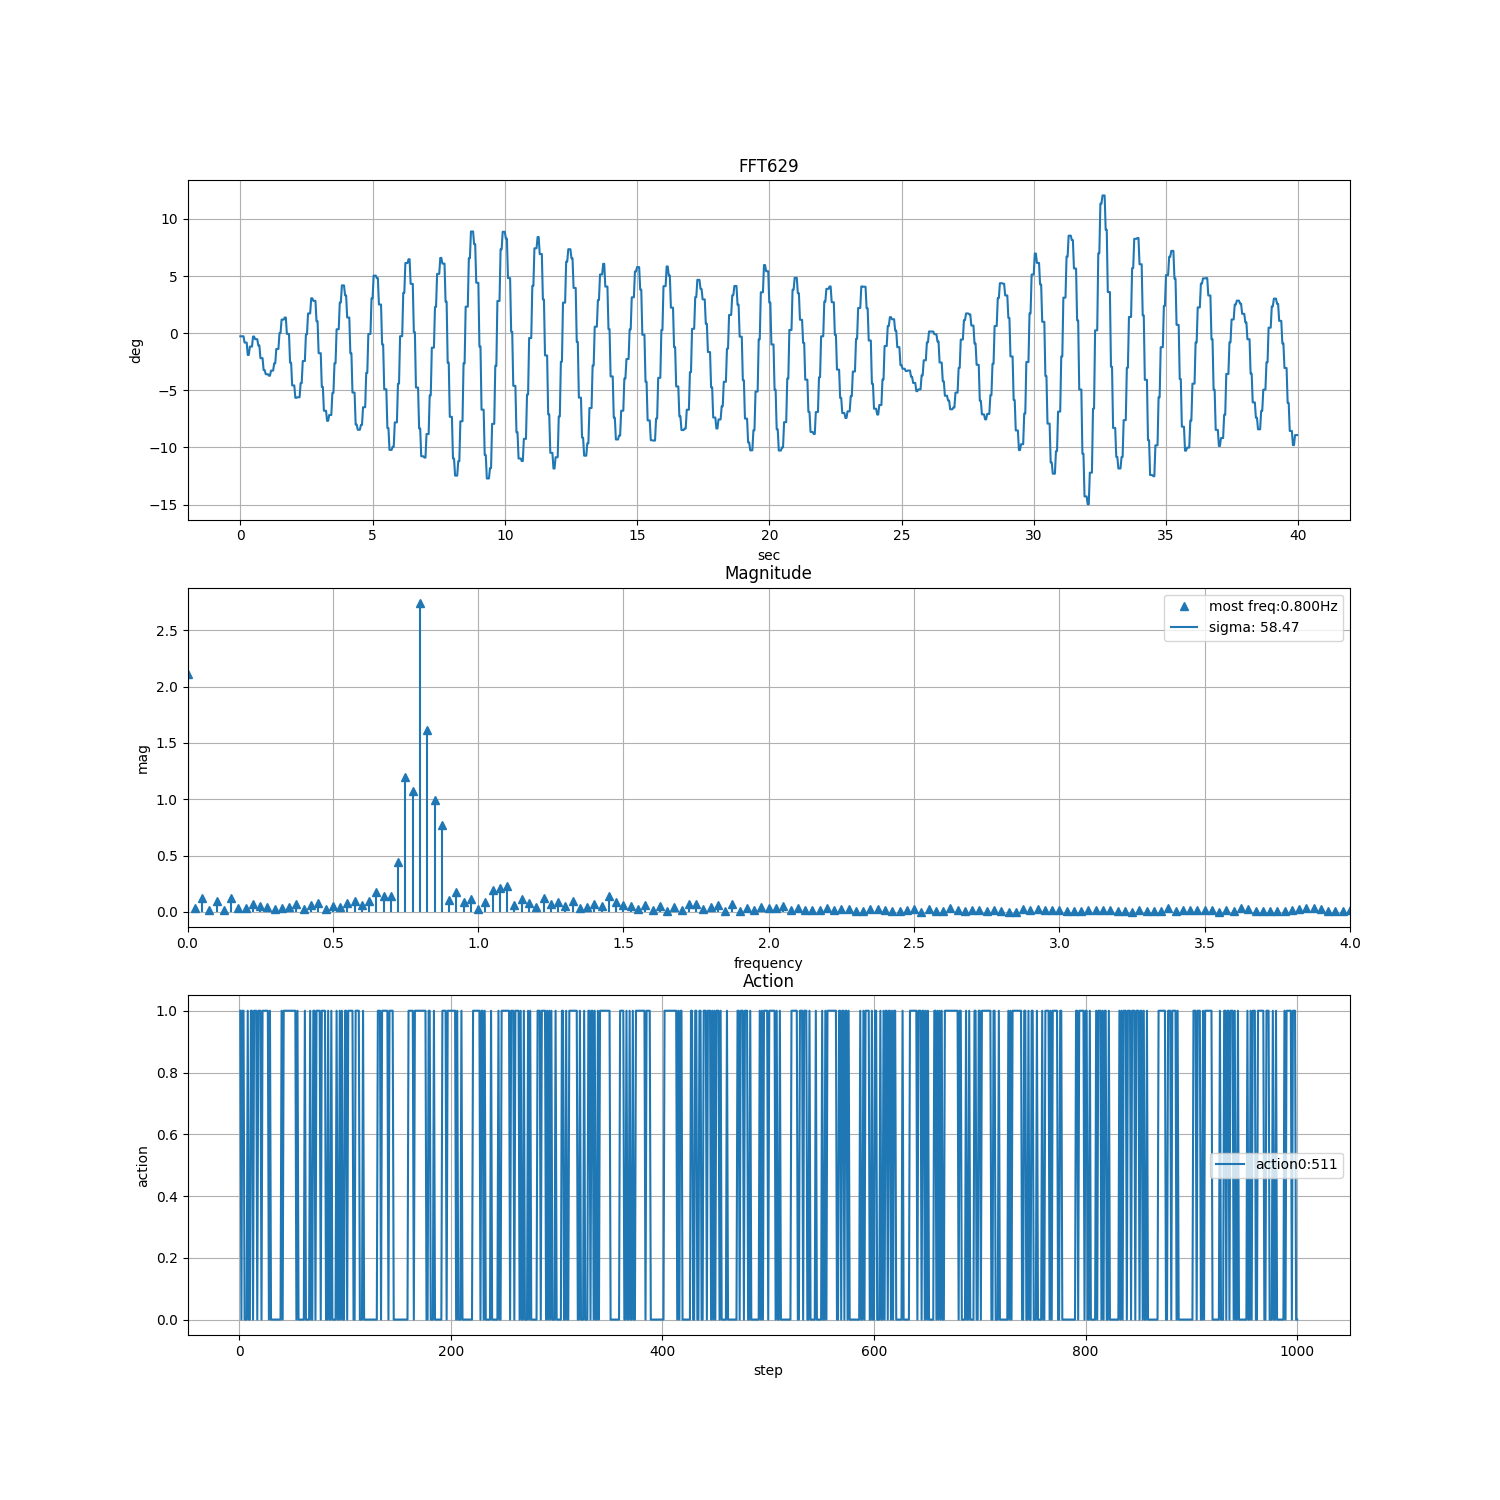 FFT629
10
5
0
−5
−10
−15
deg
0 5 10 15 20 25 30 35 40
sec
Magnitude
most freq:0.800Hz
sigma: 58.47
2.5
2.0
1.5
1.0
0.5
0.0
mag
0.0 0.5 1.0 1.5 2.0 2.5 3.0 3.5 4.0
frequency
Action
1.0
0.8
0.6
0.4
0.2
0.0
action
action0:511
0 200 400 600 800 1000
step